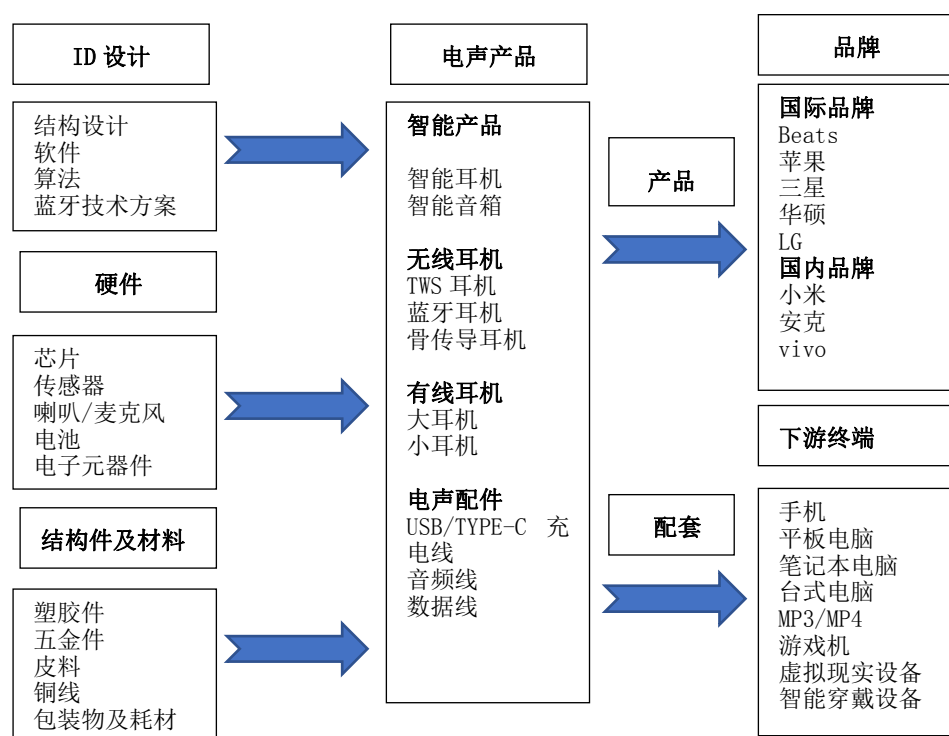 ID 设计
结构设计
软件
算法
蓝牙技术方案
硬件
芯片
传感器
喇叭/麦克风
电池
电子元器件
结构件及材料
塑胶件
五金件
皮料
铜线
包装物及耗材
电声产品
智能产品
智能耳机
智能音箱
无线耳机
TWS 耳机
蓝牙耳机
骨传导耳机
有线耳机
大耳机
小耳机
电声配件
USB/TYPE-C 充
电线
音频线
数据线
产品
配套
品牌
国际品牌
Beats
苹果
三星
华硕
LG
国内品牌
小米
安克
vivo
下游终端
手机
平板电脑
笔记本电脑
台式电脑
MP3/MP4
游戏机
虚拟现实设备
智能穿戴设备